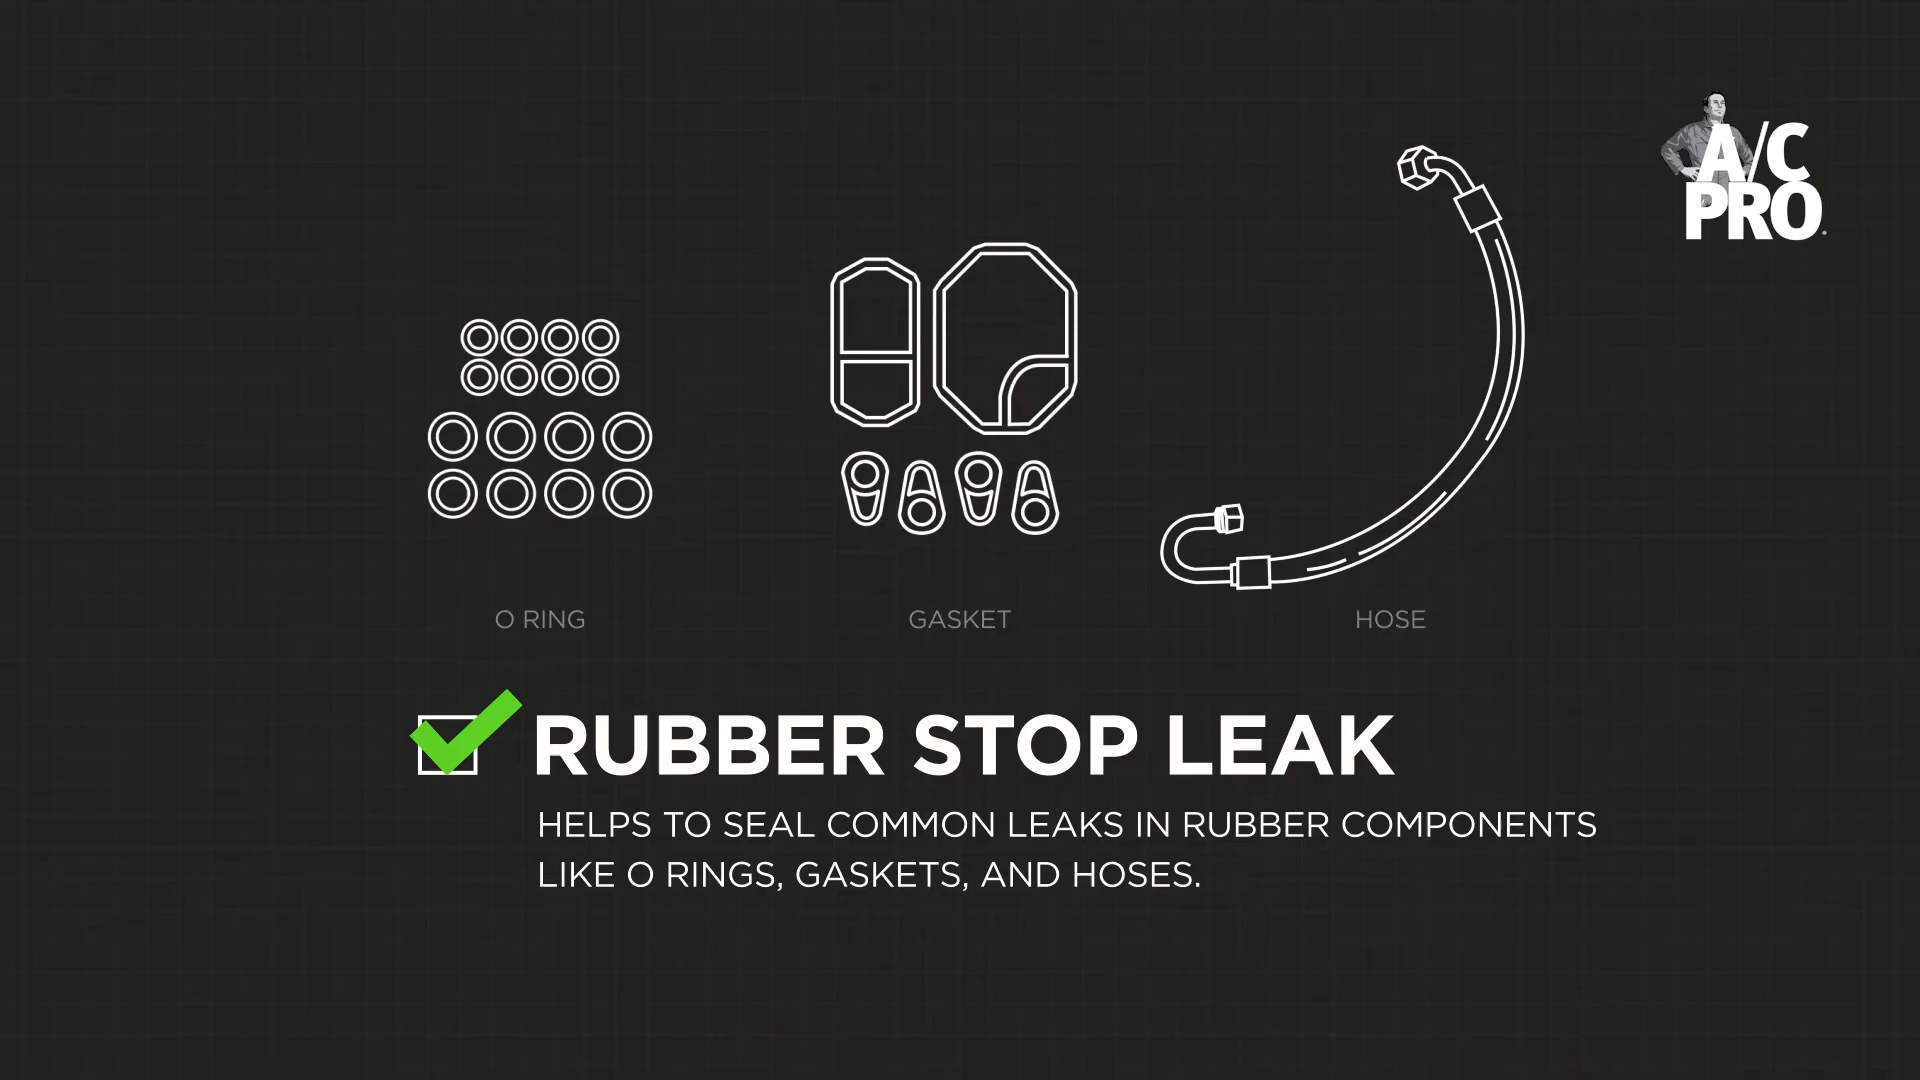 A/C
PRO.
O RING
GASKET
HOSE
RUBBER STOP LEAK
HELPS TO SEAL COMMON LEAKS IN RUBBER COMPONENTS
LIKE O RINGS, GASKETS, AND HOSES.